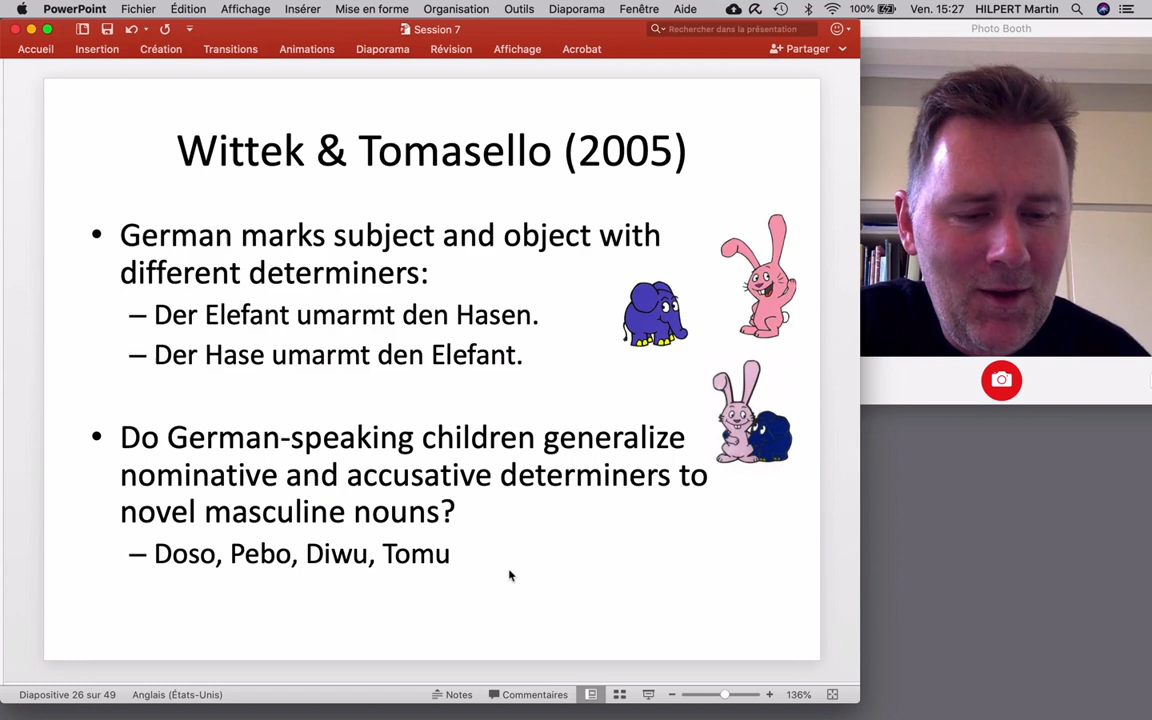 PowerPoint Fichier Édition Affichage Insérer Mise en forme Organisation Outils Diaporama Fenêtre Aide 100% Ven. 15:27 HILPERT Martin
Session 7
Rechercher dans la présentation
Photo Booth
Accueil Insertion Création Transitions Animations Diaporama Révision Affichage Acrobat Partager
Wittek & Tomasello (2005)
• German marks subject and object with
different determiners:
– Der Elefant umarmt den Hasen.
– Der Hase umarmt den Elefant.
• Do German-speaking children generalize
nominative and accusative determiners to
novel masculine nouns?
– Doso, Pebo, Diwu, Tomu
Diapositive 26 sur 49 Anglais (États-Unis) Notes Commentaires 136%